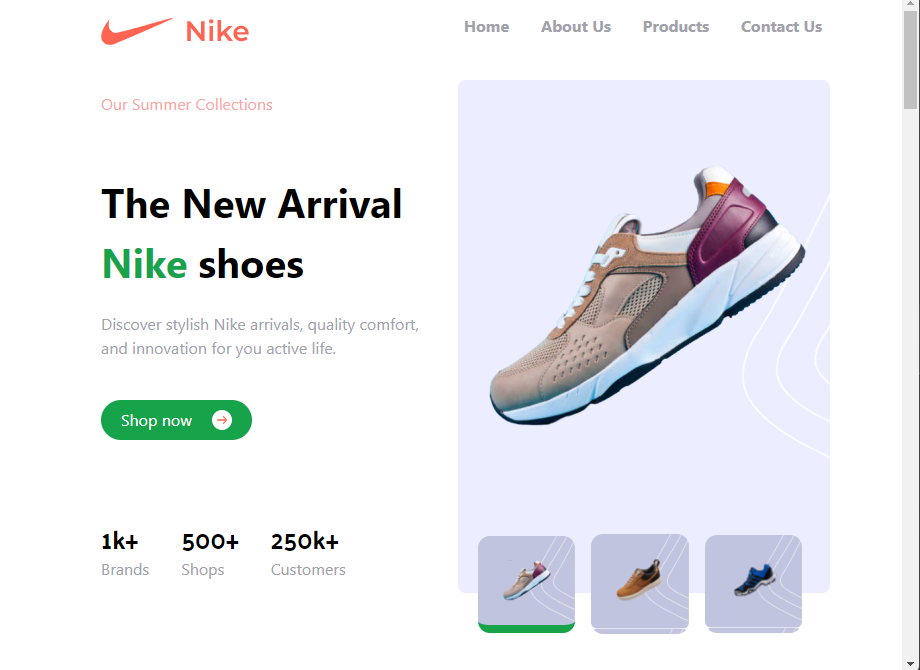 Nike
Home
About Us
Products
Contact Us
Our Summer Collections
The New Arrival
Nike shoes
Discover stylish Nike arrivals, quality comfort,
and innovation for you active life.
Shop now
1k+
Brands
500+
Shops
250k+
Customers